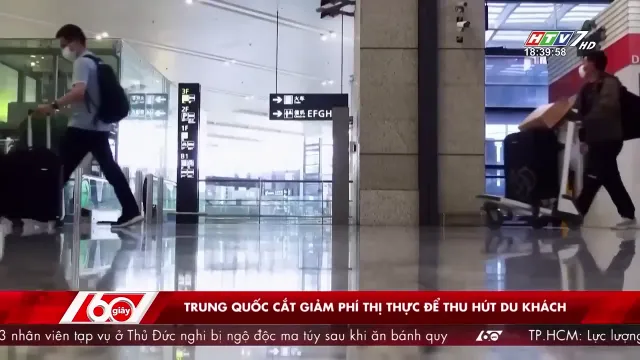 HTV7 HD
18:39:58
3F
2F
1F
B1
EFGH
60 giây
TRUNG QUỐC CẮT GIẢM PHÍ THỊ THỰC ĐỂ THU HÚT DU KHÁCH
3 nhân viên tạp vụ ở Thủ Đức nghi bị ngộ độc ma túy sau khi ăn bánh quy 60 TP.HCM: Lực lượng